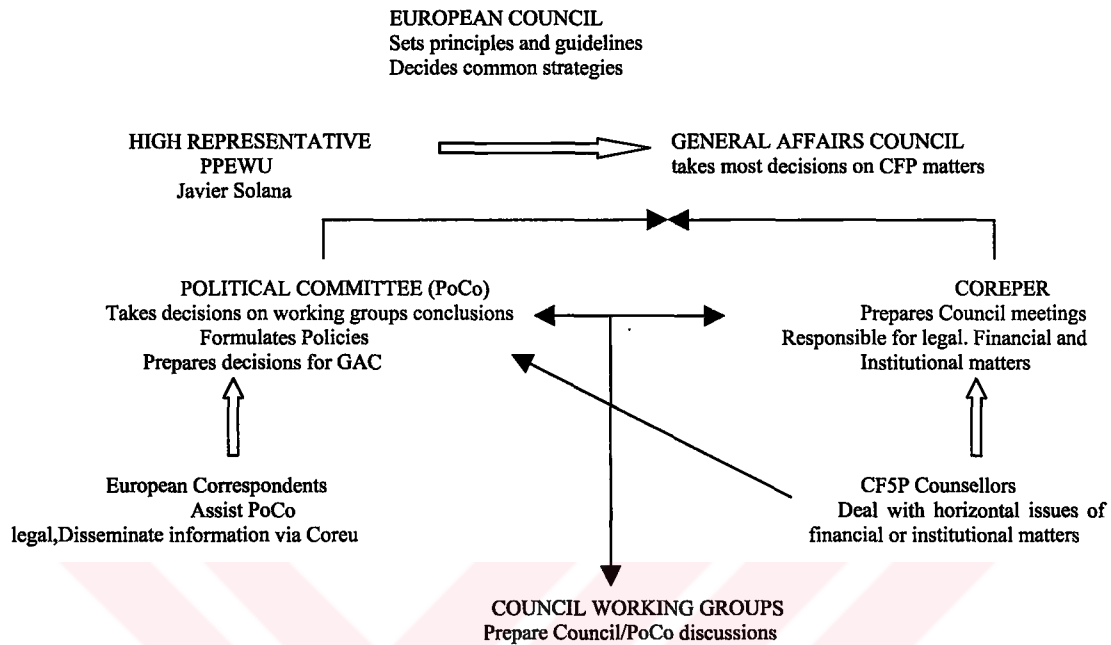 EUROPEAN COUNCIL
Sets principles and guidelines
Decides common strategies
HIGH REPRESENTATIVE
PPEWU
Javier Solana
GENERAL AFFAIRS COUNCIL
takes most decisions on CFP matters
POLITICAL COMMITTEE (PoCo)
Takes decisions on working groups conclusions
Formulates Policies
Prepares decisions for GAC
COREPER
Prepares Council meetings
Responsible for legal. Financial and
Institutional matters
European Correspondents
Assist PoCo
legal,Disseminate information via Coreu
CF5P Counsellors
Deal with horizontal issues of
financial or institutional matters
COUNCIL WORKING GROUPS
Prepare Council/PoCo discussions